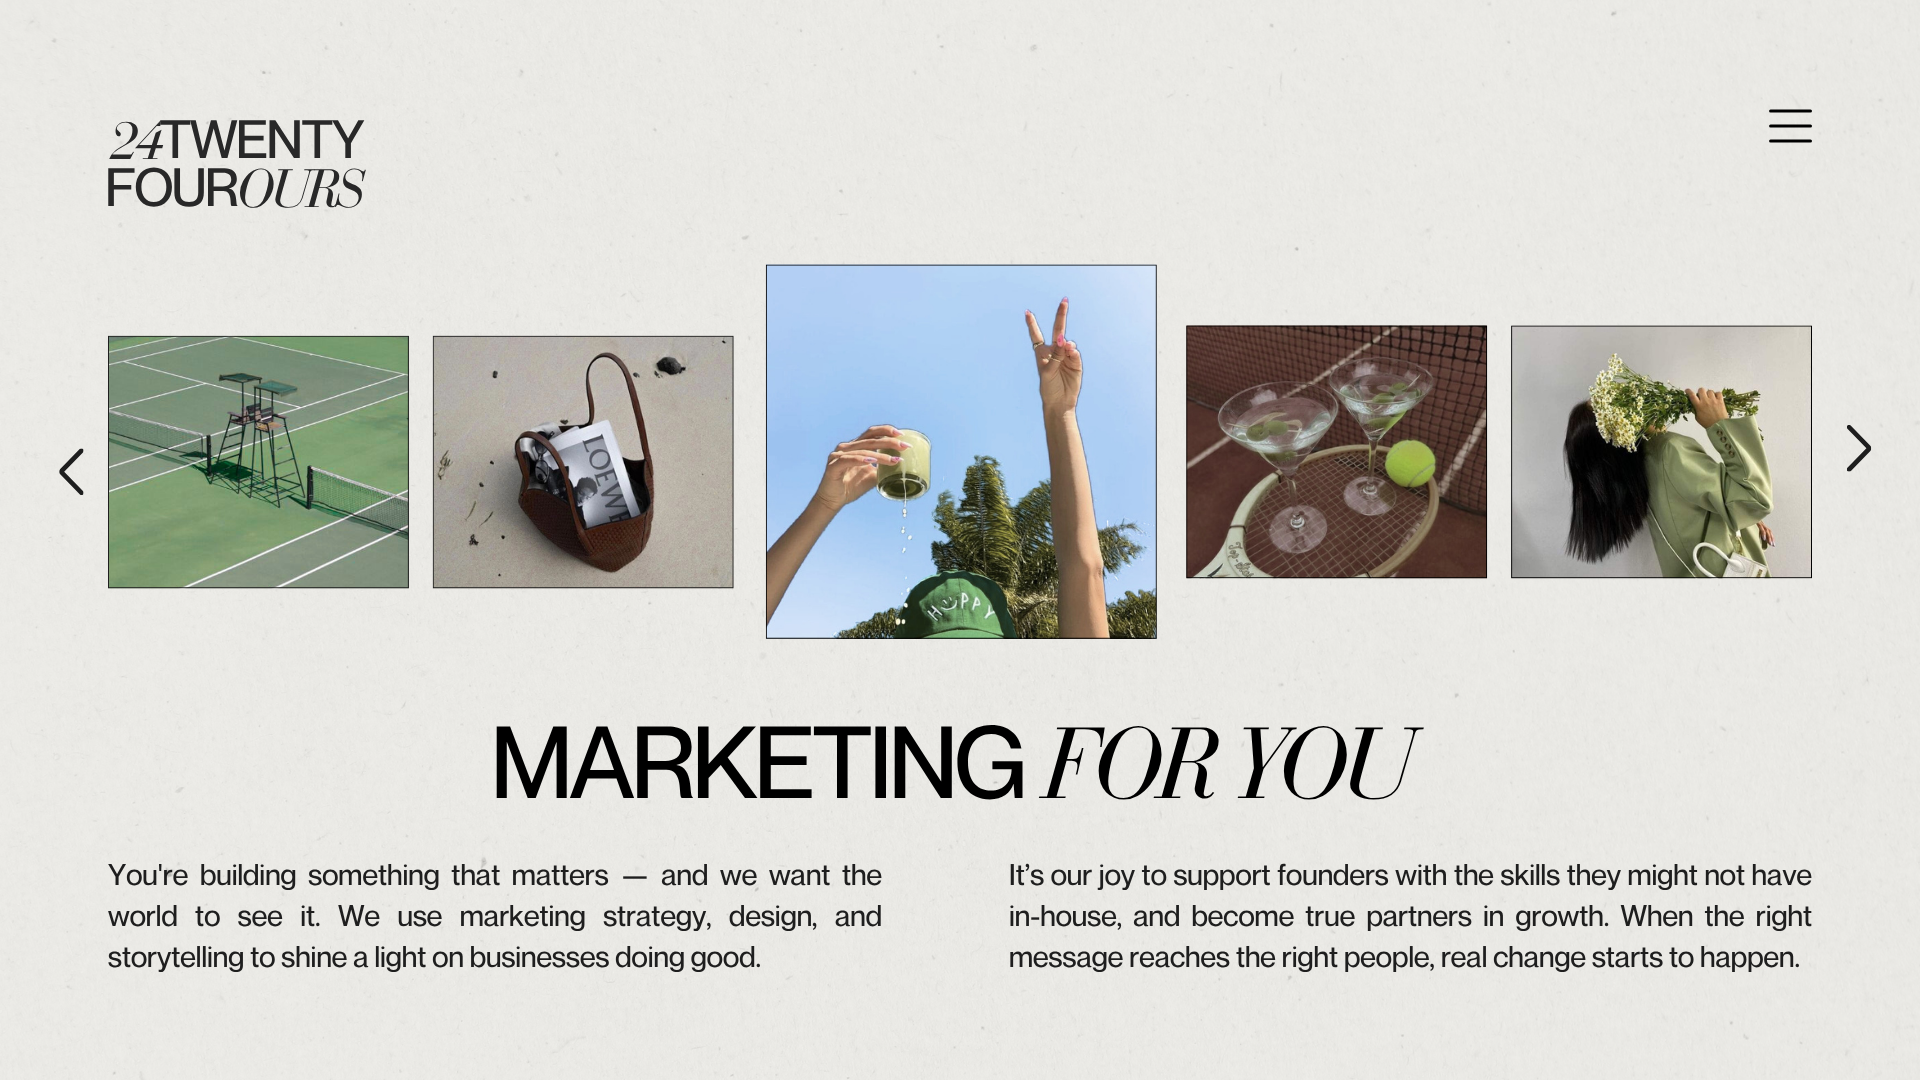 24TWENTY
FOUROURS
LOEWE
HAPPY
MARKETING FOR YOU
You're building something that matters — and we want the
world to see it. We use marketing strategy, design, and
storytelling to shine a light on businesses doing good.
It’s our joy to support founders with the skills they might not have
in-house, and become true partners in growth. When the right
message reaches the right people, real change starts to happen.